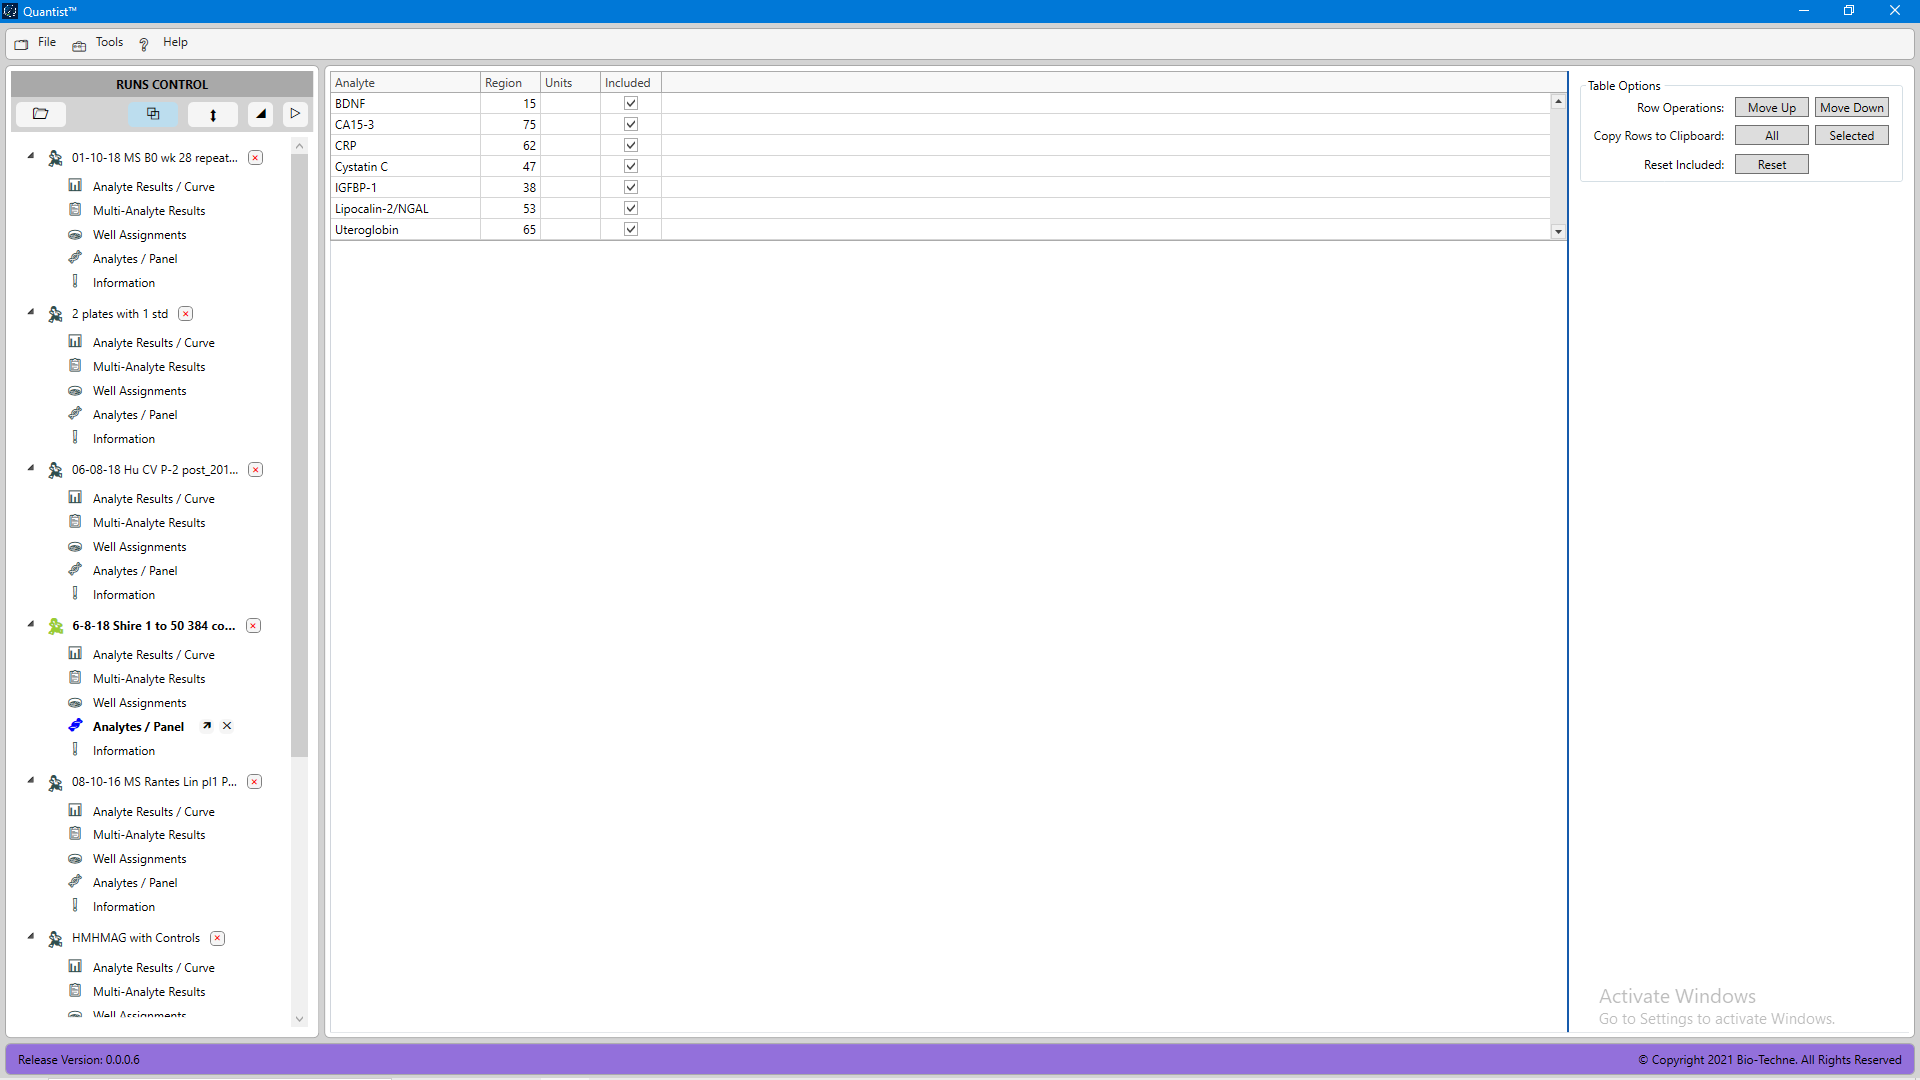 Quantist™
File Tools Help
RUNS CONTROL
01-10-18 MS B0 wk 28 repeat...
Analyte Results / Curve
Multi-Analyte Results
Well Assignments
Analytes / Panel
Information
2 plates with 1 std
Analyte Results / Curve
Multi-Analyte Results
Well Assignments
Analytes / Panel
Information
06-08-18 Hu CV P-2 post_201...
Analyte Results / Curve
Multi-Analyte Results
Well Assignments
Analytes / Panel
Information
6-8-18 Shire 1 to 50 384 co...
Analyte Results / Curve
Multi-Analyte Results
Well Assignments
Analytes / Panel
Information
08-10-16 MS Rantes Lin pl1 P...
Analyte Results / Curve
Multi-Analyte Results
Well Assignments
Analytes / Panel
Information
HMHMAG with Controls
Analyte Results / Curve
Multi-Analyte Results
Well Assignments
Analyte Region Units Included
BDNF 15
CA15-3 75
CRP 62
Cystatin C 47
IGFBP-1 38
Lipocalin-2/NGAL 53
Uteroglobin 65
Table Options
Row Operations: Move Up Move Down
Copy Rows to Clipboard: All Selected
Reset Included: Reset
Activate Windows
Go to Settings to activate Windows.
Release Version: 0.0.0.6
© Copyright 2021 Bio-Techne. All Rights Reserved